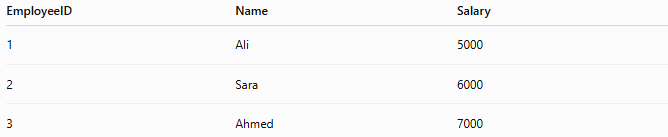 EmployeeID Name Salary
1 Ali 5000
2 Sara 6000
3 Ahmed 7000